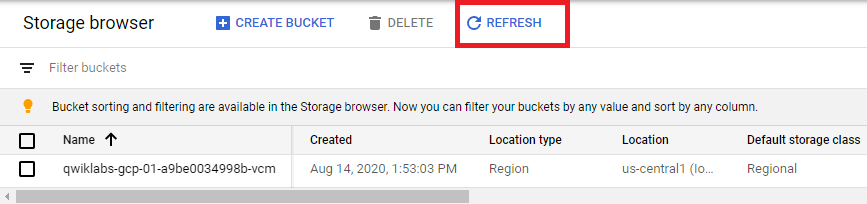 Storage browser CREATE BUCKET DELETE REFRESH
Filter buckets
Bucket sorting and filtering are available in the Storage browser. Now you can filter your buckets by any value and sort by any column.
Name Created Location type Location Default storage class
qwiklabs-gcp-01-a9be0034998b-vcm Aug 14, 2020, 1:53:03 PM Region us-central1 (Io... Regional